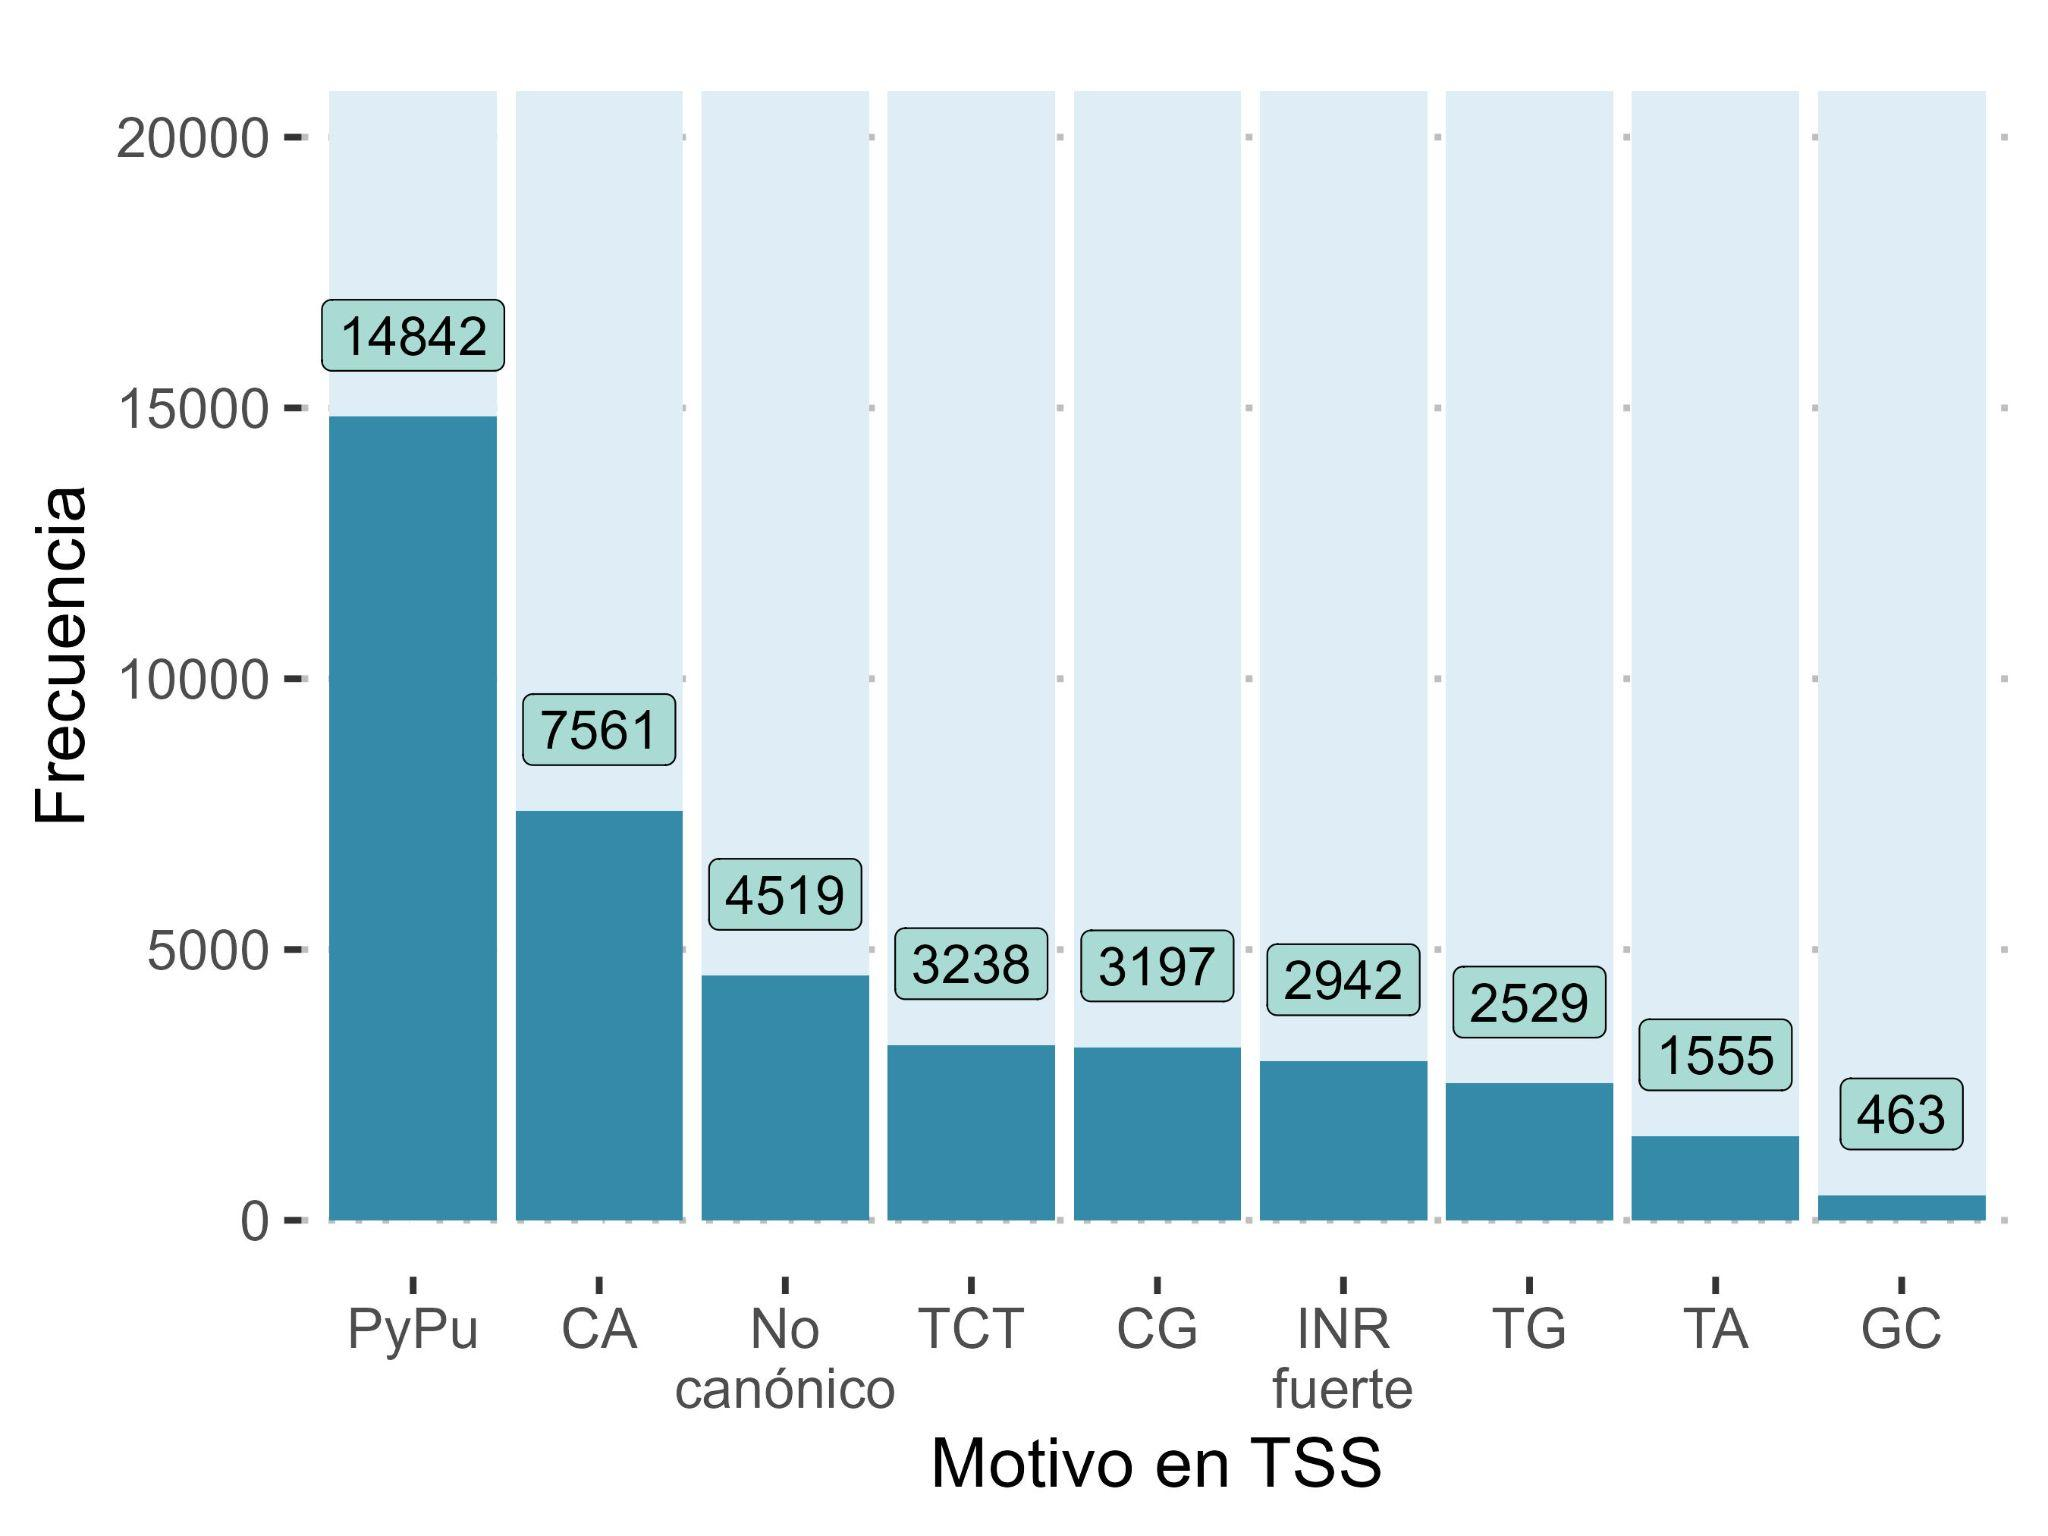 Frecuencia
20000
15000
10000
5000
0
14842
7561
4519
3238
3197
2942
2529
1555
463
PyPu
CA
No
canónico
TCT
CG
INR
fuerte
TG
TA
GC
Motivo en TSS